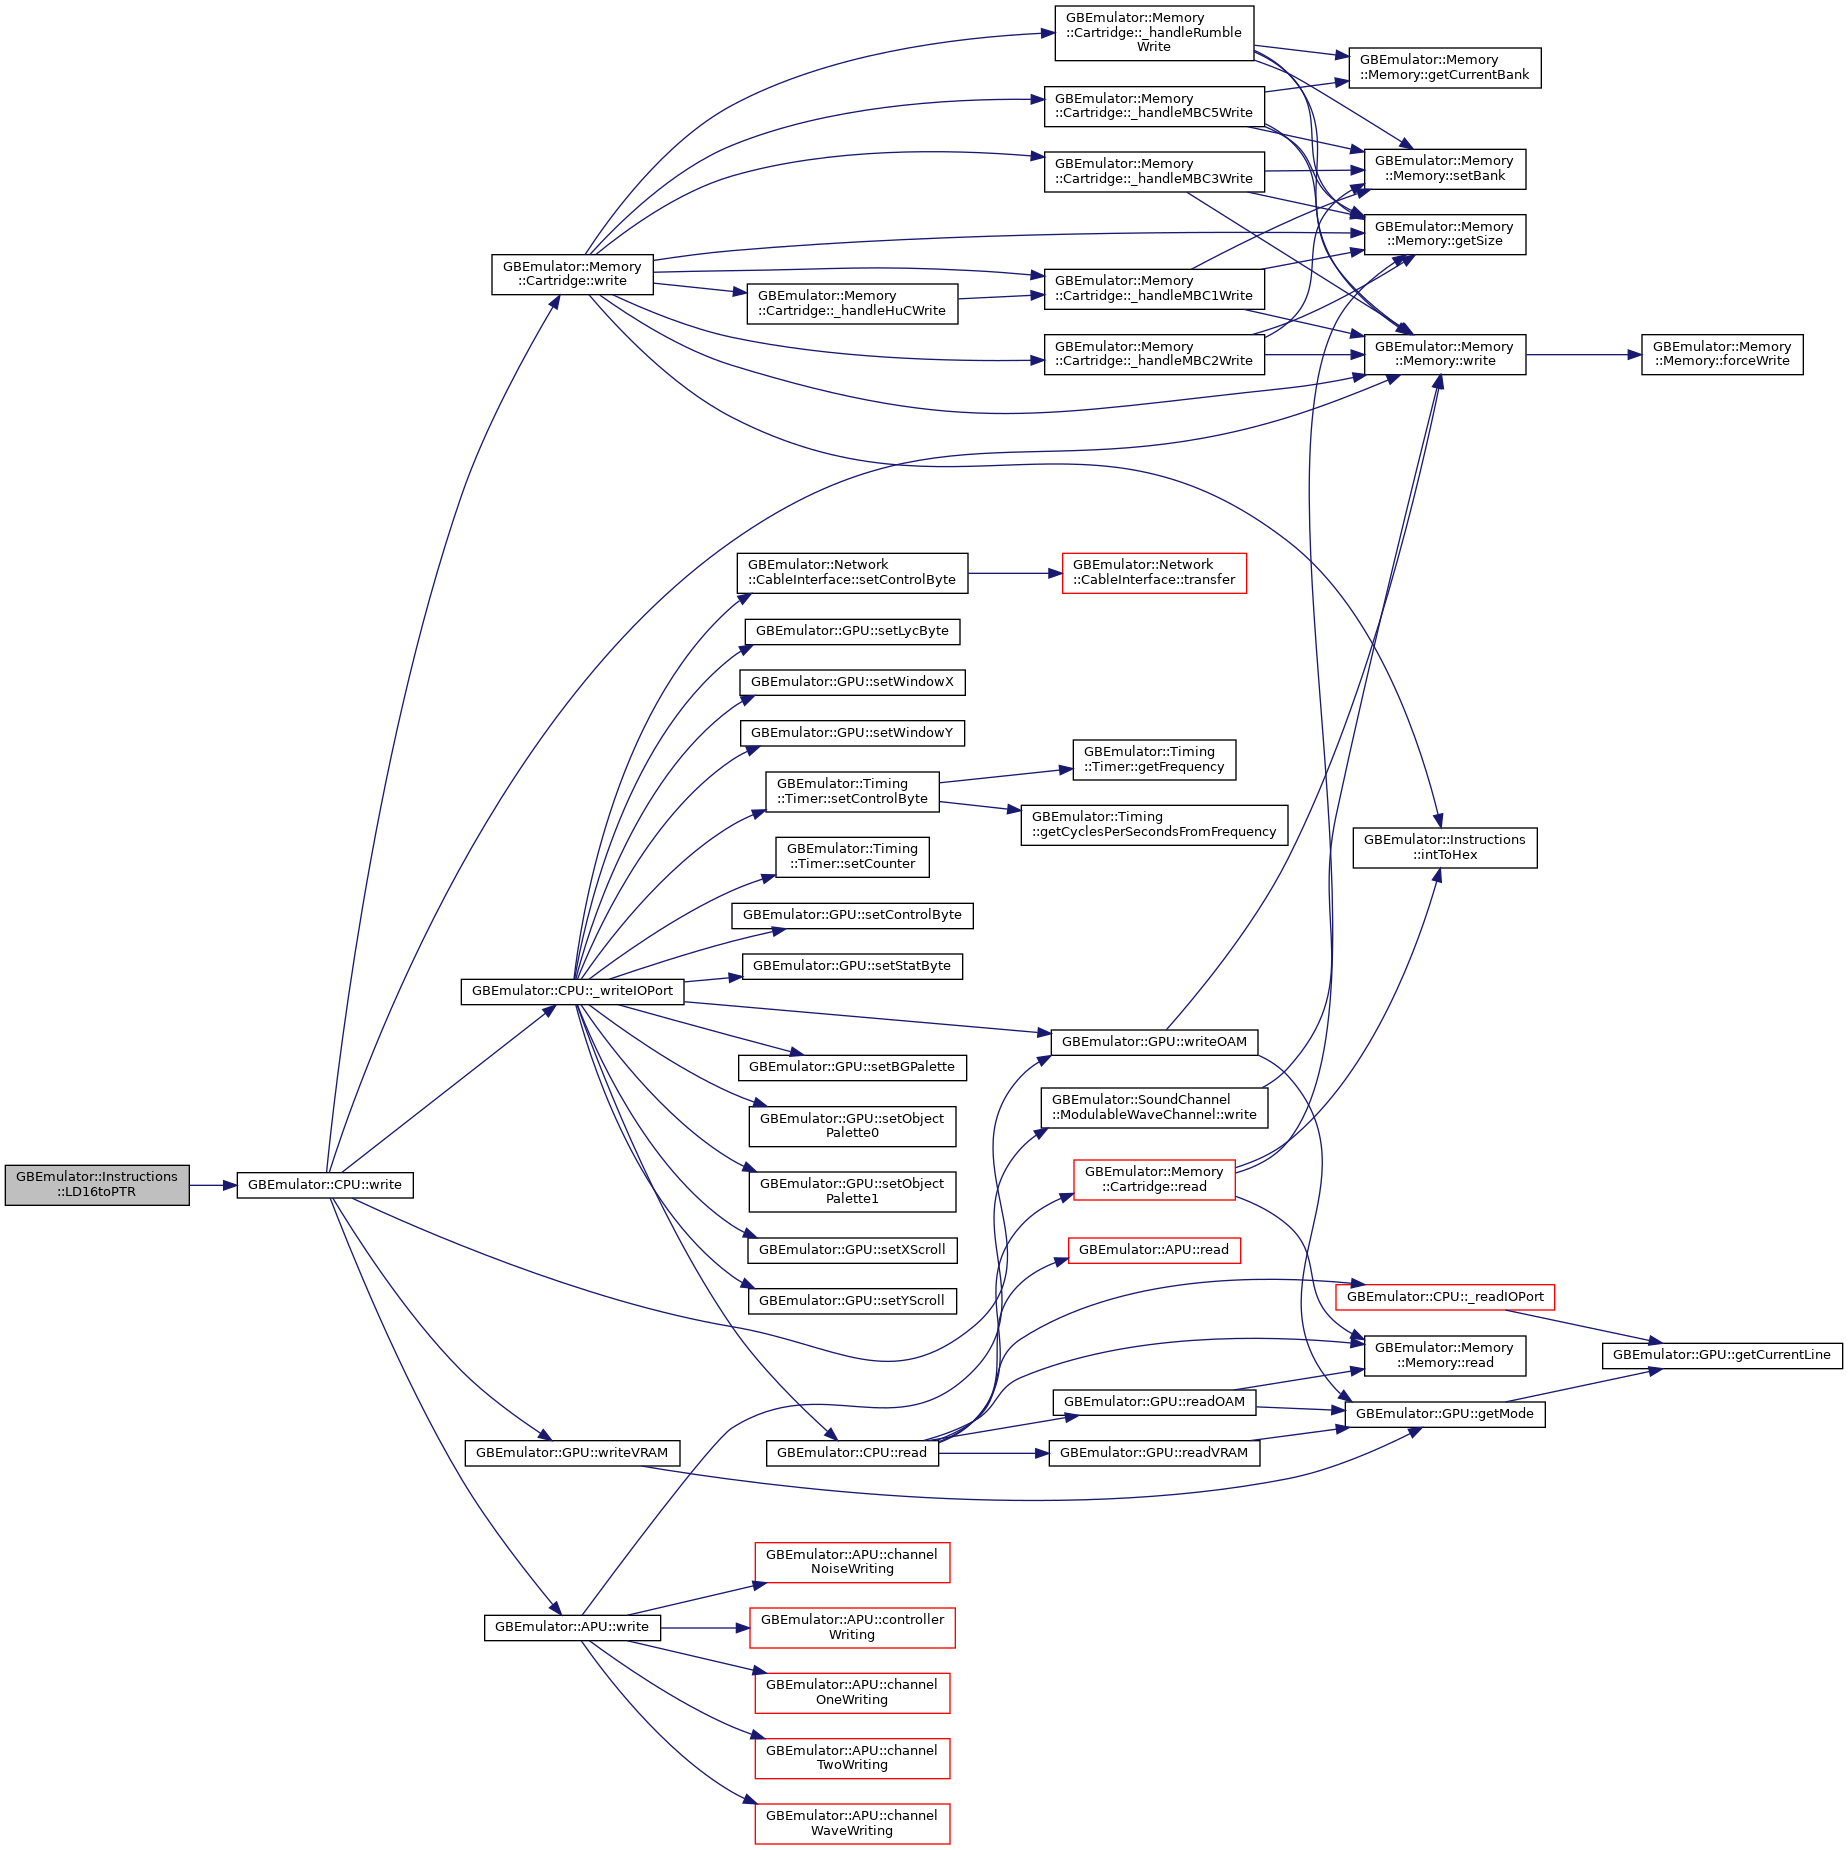 GBEmulator::Instructions
::LD16toPTR
GBEmulator::CPU::write
GBEmulator::Memory
::Cartridge::write
GBEmulator::CPU::_writeIOPort
GBEmulator::GPU::writeVRAM
GBEmulator::APU::write
GBEmulator::Memory
::Cartridge::_handleHuCWrite
GBEmulator::Network
::CableInterface::setControlByte
GBEmulator::GPU::setLycByte
GBEmulator::GPU::setWindowX
GBEmulator::GPU::setWindowY
GBEmulator::Timing
::Timer::setControlByte
GBEmulator::Timing
::Timer::setCounter
GBEmulator::GPU::setControlByte
GBEmulator::GPU::setStatByte
GBEmulator::GPU::setBGPalette
GBEmulator::GPU::setObject
Palette0
GBEmulator::GPU::setObject
Palette1
GBEmulator::GPU::setXScroll
GBEmulator::GPU::setYScroll
GBEmulator::CPU::read
GBEmulator::APU::channel
NoiseWriting
GBEmulator::APU::controller
Writing
GBEmulator::APU::channel
OneWriting
GBEmulator::APU::channel
TwoWriting
GBEmulator::APU::channel
WaveWriting
GBEmulator::Memory
::Cartridge::_handleRumble
Write
GBEmulator::Memory
::Cartridge::_handleMBC5Write
GBEmulator::Memory
::Cartridge::_handleMBC3Write
GBEmulator::Memory
::Cartridge::_handleMBC1Write
GBEmulator::Memory
::Cartridge::_handleMBC2Write
GBEmulator::Network
::CableInterface::transfer
GBEmulator::Timing
::Timer::getFrequency
GBEmulator::Timing
::getCyclesPerSecondsFromFrequency
GBEmulator::GPU::writeOAM
GBEmulator::SoundChannel
::ModulableWaveChannel::write
GBEmulator::Memory
::Cartridge::read
GBEmulator::APU::read
GBEmulator::GPU::readOAM
GBEmulator::GPU::readVRAM
GBEmulator::Memory
::Memory::getCurrentBank
GBEmulator::Memory
::Memory::setBank
GBEmulator::Memory
::Memory::getSize
GBEmulator::Memory
::Memory::write
GBEmulator::Instructions
::intToHex
GBEmulator::CPU::_readIOPort
GBEmulator::Memory
::Memory::read
GBEmulator::GPU::getMode
GBEmulator::Memory
::Memory::forceWrite
GBEmulator::GPU::getCurrentLine